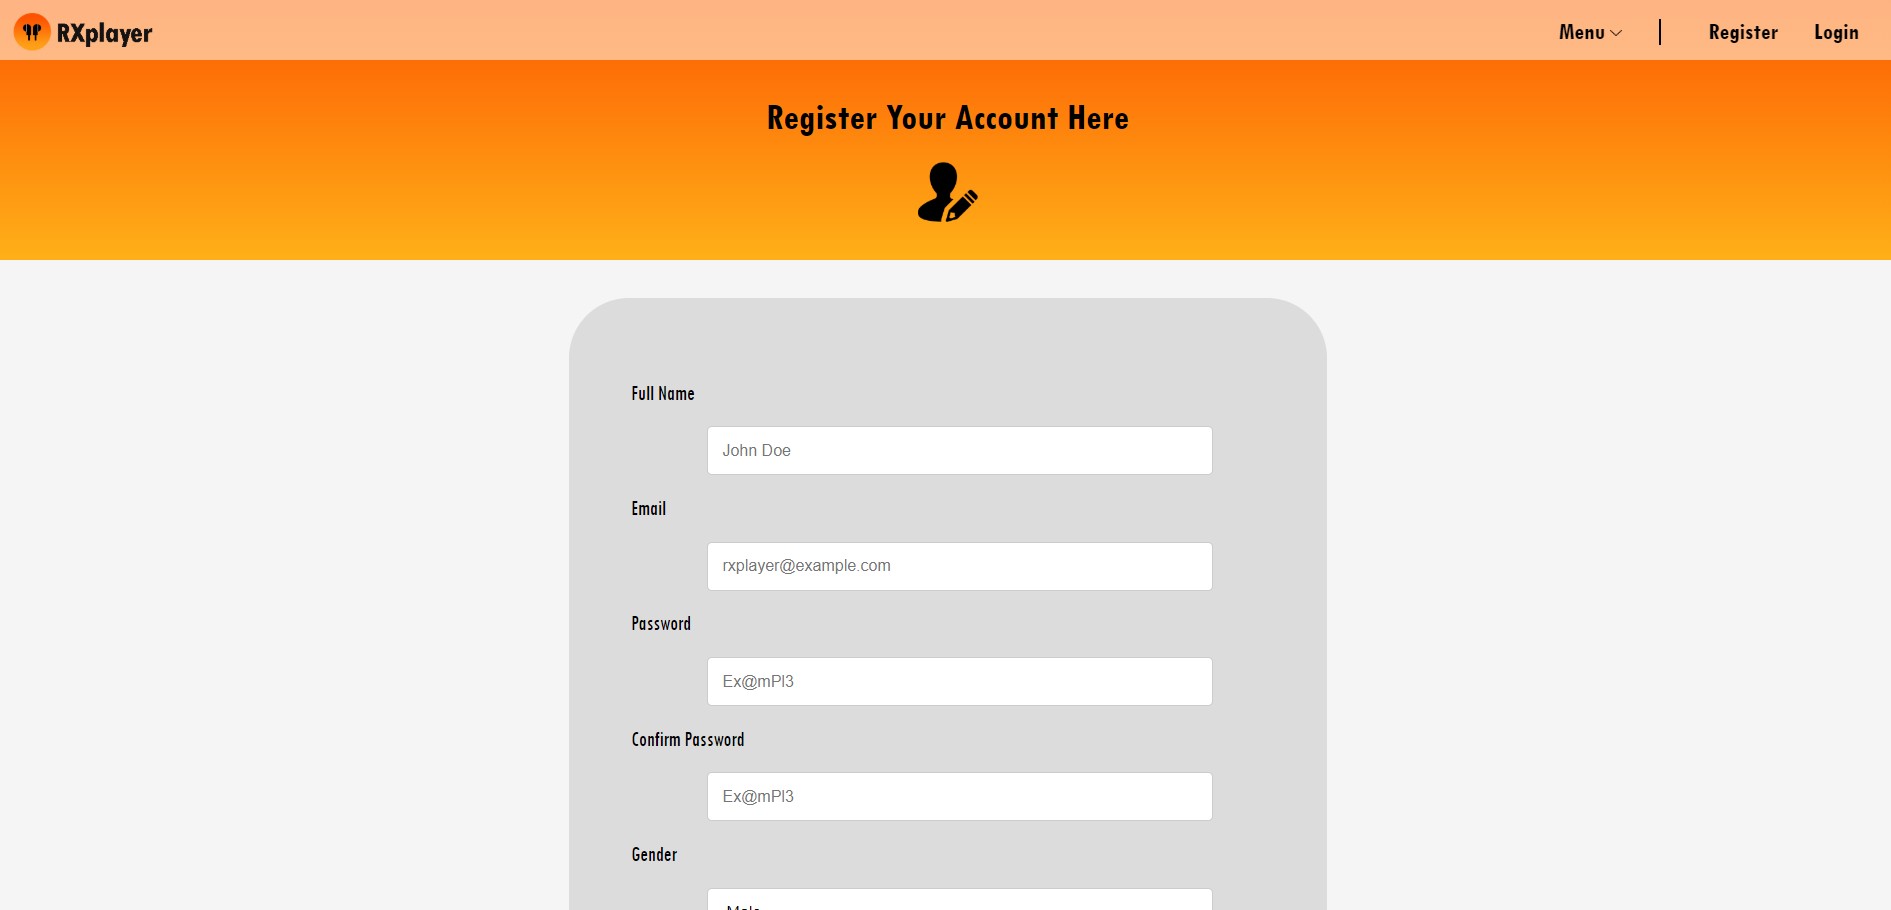 RXplayer
Menu
Register
Login
Register Your Account Here
Full Name
John Doe
Email
rxplayer@example.com
Password
Ex@mPl3
Confirm Password
Ex@mPl3
Gender
Male